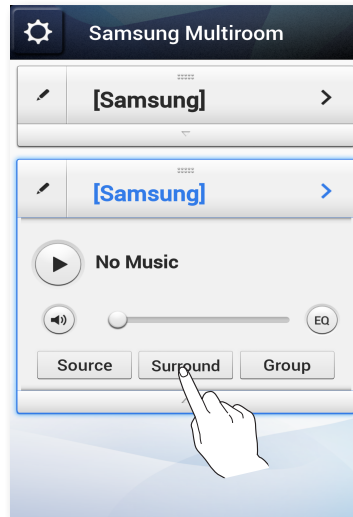 Samsung Multiroom
[Samsung]
[Samsung]
No Music
EQ
Source Surround Group